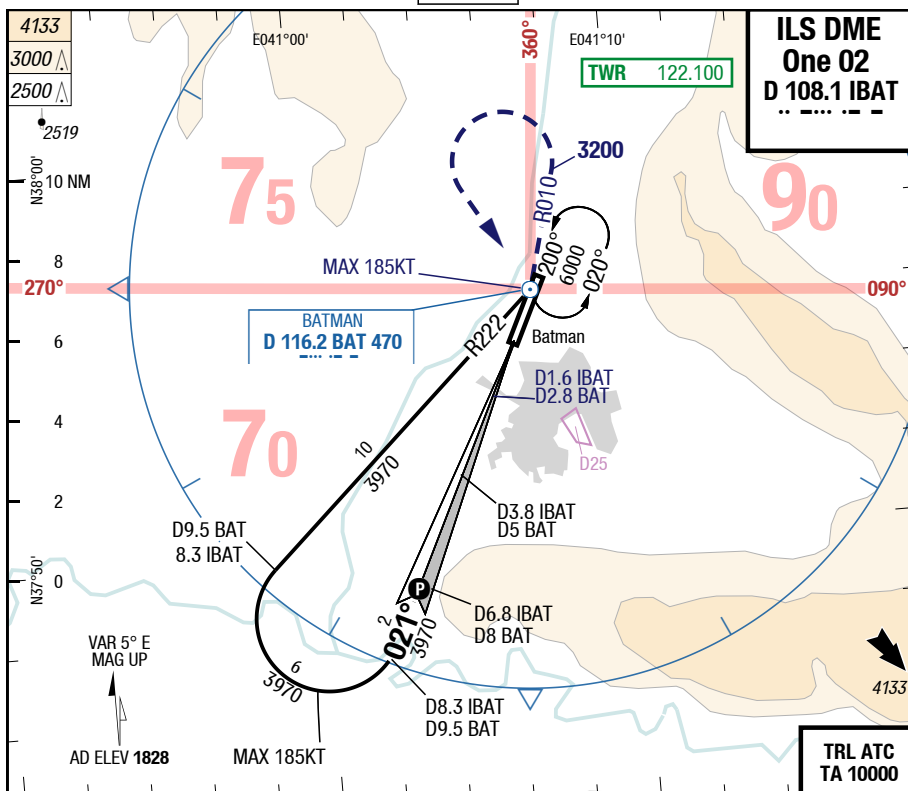 4133
3000
2500
2519
E041°00'
360°
E041°10'
TWR 122.100
ILS DME
One 02
D 108.1 IBAT
N38°00'
10 NM
75
90
3200
R010
200°
6000
020°
8
MAX 185KT
270°
090°
BATMAN
D 116.2 BAT 470
R222
Batman
6
D1.6 IBAT
D2.8 BAT
4
70
10
3970
D25
2
D3.8 IBAT
D5 BAT
D9.5 BAT
8.3 IBAT
N37°50'
0
P
D6.8 IBAT
D8 BAT
2
021°
3970
VAR 5° E
MAG UP
6
3970
D8.3 IBAT
D9.5 BAT
4133
AD ELEV 1828
MAX 185KT
TRL ATC
TA 10000